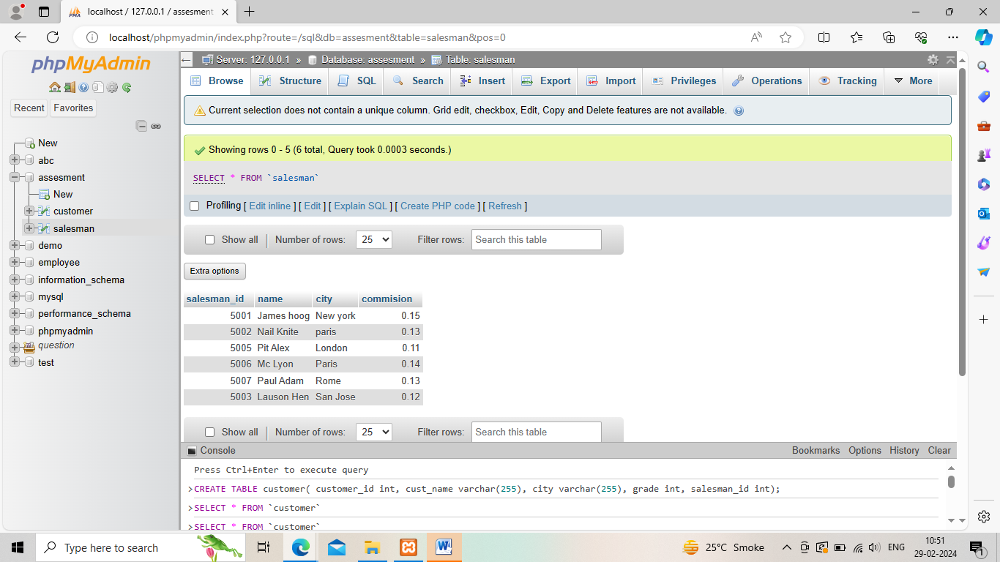 localhost / 127.0.0.1 / assesment
localhost/phpmyadmin/index.php?route=/sql&db=assesment&table=salesman&pos=0
phpMyAdmin
Recent Favorites
New
abc
assesment
New
customer
salesman
demo
employee
information_schema
mysql
performance_schema
phpmyadmin
question
test
Server: 127.0.0.1 » Database: assesment » Table: salesman
Browse Structure SQL Search Insert Export Import Privileges Operations Tracking More
Current selection does not contain a unique column. Grid edit, checkbox, Edit, Copy and Delete features are not available.
Showing rows 0 - 5 (6 total, Query took 0.0003 seconds.)
SELECT * FROM `salesman`
Profiling [ Edit inline ] [ Edit ] [ Explain SQL ] [ Create PHP code ] [ Refresh ]
Show all Number of rows: 25 Filter rows: Search this table
Extra options
salesman_id name city commision
5001 James hoog New york 0.15
5002 Nail Knite paris 0.13
5005 Pit Alex London 0.11
5006 Mc Lyon Paris 0.14
5007 Paul Adam Rome 0.13
5003 Lauson Hen San Jose 0.12
Show all Number of rows: 25 Filter rows: Search this table
Console Bookmarks Options History Clear
Press Ctrl+Enter to execute query
>CREATE TABLE customer( customer_id int, cust_name varchar(255), city varchar(255), grade int, salesman_id int);
>SELECT * FROM `customer`
>SELECT * FROM `customer`
Type here to search
25°C Smoke
ENG
10:51
29-02-2024
1